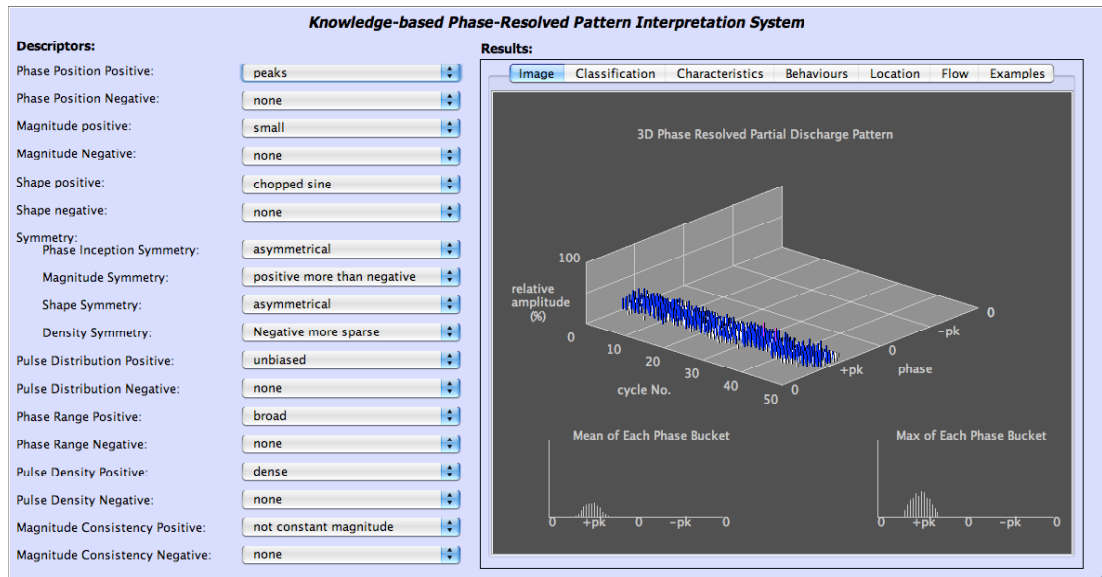 Knowledge-based Phase-Resolved Pattern Interpretation System
Descriptors:
Phase Position Positive: peaks
Phase Position Negative: none
Magnitude positive: small
Magnitude Negative: none
Shape positive: chopped sine
Shape negative: none
Symmetry:
Phase Inception Symmetry: asymmetrical
Magnitude Symmetry: positive more than negative
Shape Symmetry: asymmetrical
Density Symmetry: Negative more sparse
Pulse Distribution Positive: unbiased
Pulse Distribution Negative: none
Phase Range Positive: broad
Phase Range Negative: none
Pulse Density Positive: dense
Pulse Density Negative: none
Magnitude Consistency Positive: not constant magnitude
Magnitude Consistency Negative: none
Results:
Image Classification Characteristics Behaviours Location Flow Examples
3D Phase Resolved Partial Discharge Pattern
100
relative
amplitude
(%)
0
10
20
30
40
50
cycle No.
0
+pk
0
-pk
0
phase
Mean of Each Phase Bucket
0 +pk 0 -pk 0
Max of Each Phase Bucket
0 +pk 0 -pk 0